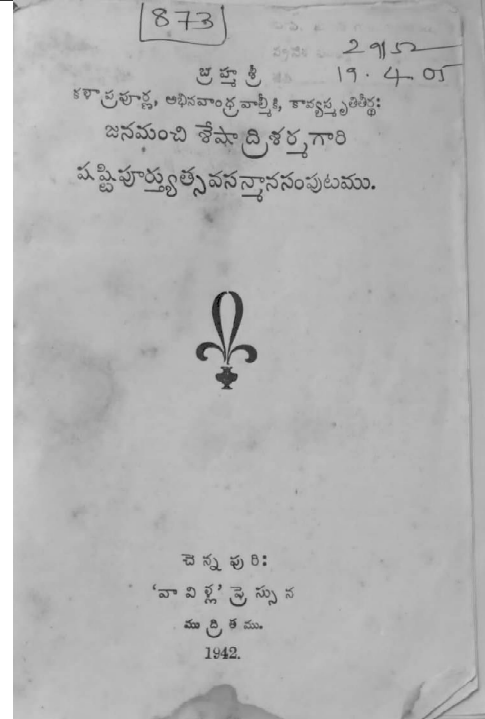 873
2952
19.4.05
బ్రహ్మశ్రీ
కళాప్రపూర్ణ, అభినవాంధ్రవాల్మీకి, కావ్యస్మృతితీర్థ:
జనమంచి శేషాద్రిశర్మగారి
షష్టిపూర్త్యుత్సవసన్మానసంపుటము.
చెన్నపురి:
'వావిళ్ల' ప్రెస్సున
ముద్రితము.
1942.